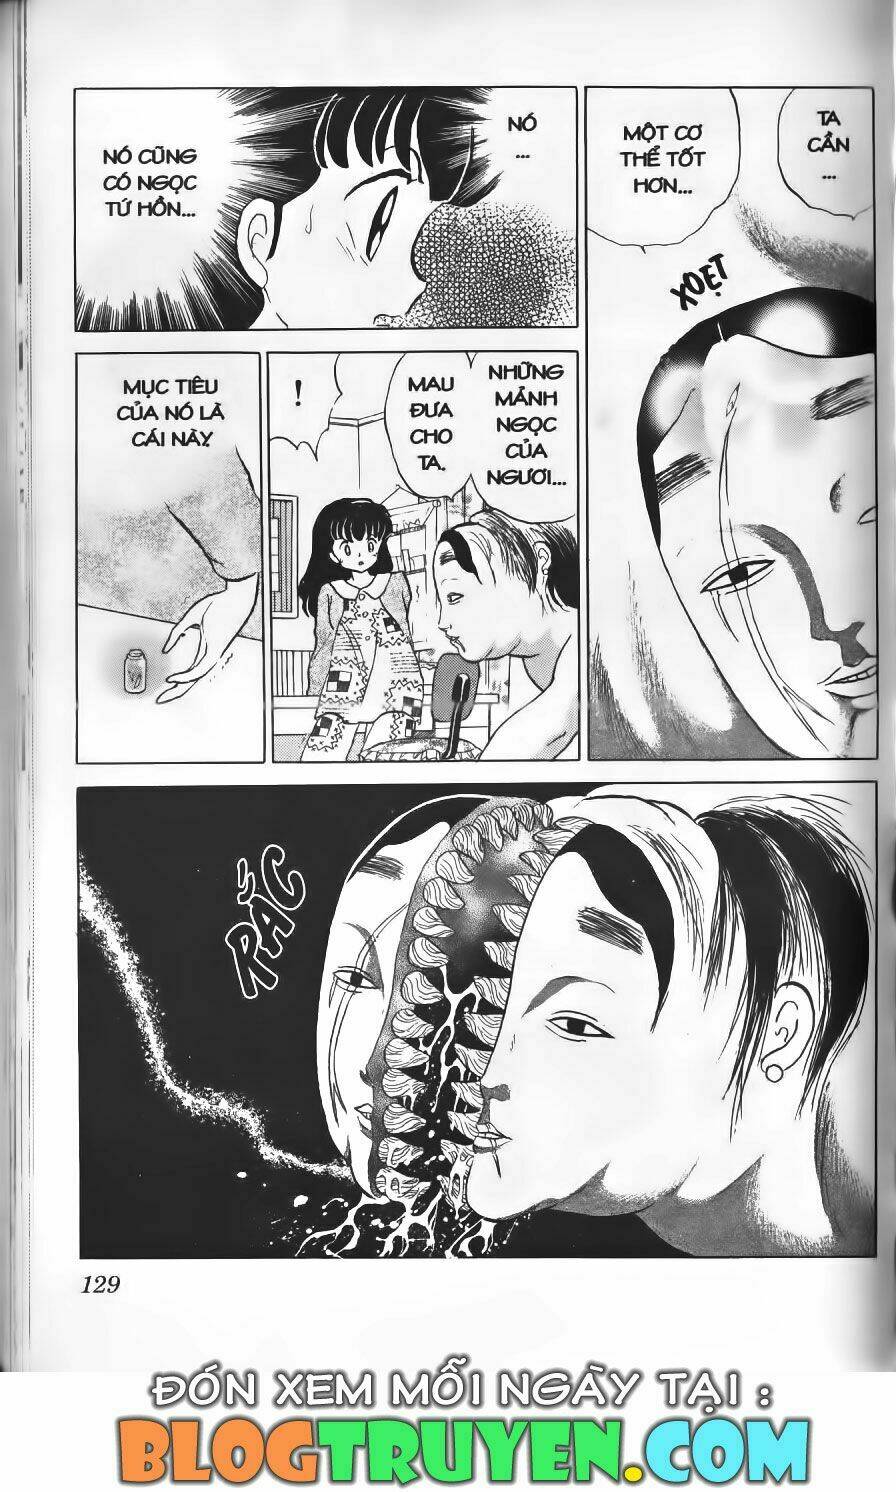 TA
CẦN
...
MỘT CƠ
THỂ TỐT
HƠN...
XOẸT
NÓ
...
NÓ CŨNG
CÓ NGỌC
TỨ HỒN...
NHỮNG
MẢNH
NGỌC
CỦA
NGƯƠI...
MAU
ĐƯA
CHO
TA.
!
MỤC TIÊU
CỦA NÓ LÀ
CÁI NÀY.
RẮC
129
ĐÓN XEM MỖI NGÀY TẠI :
BLOGTRUYEN.COM